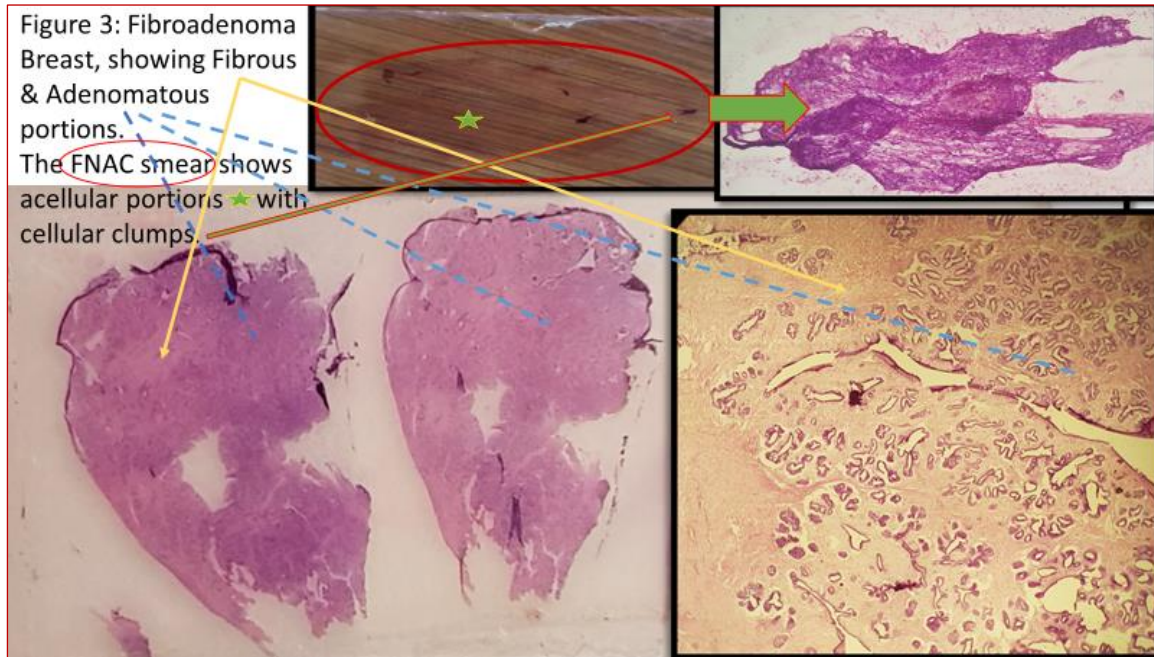 Figure 3: Fibroadenoma
Breast, showing Fibrous
& Adenomatous
portions.
The FNAC smear shows
acellular portions with
cellular clumps.